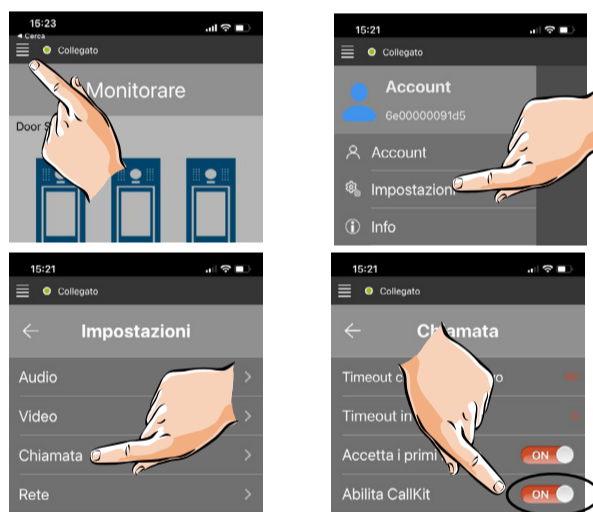 15:23
◀ Cerca
Collegato
Monitorare
Door S
15:21
Collegato
Account
6e00000091d5
Account
Impostazioni
Info
15:21
Collegato
Impostazioni
Audio
Video
Chiamata
Rete
15:21
Collegato
Chiamata
Timeout
Timeout in
Accetta i primi
ON
Abilita CallKit
ON